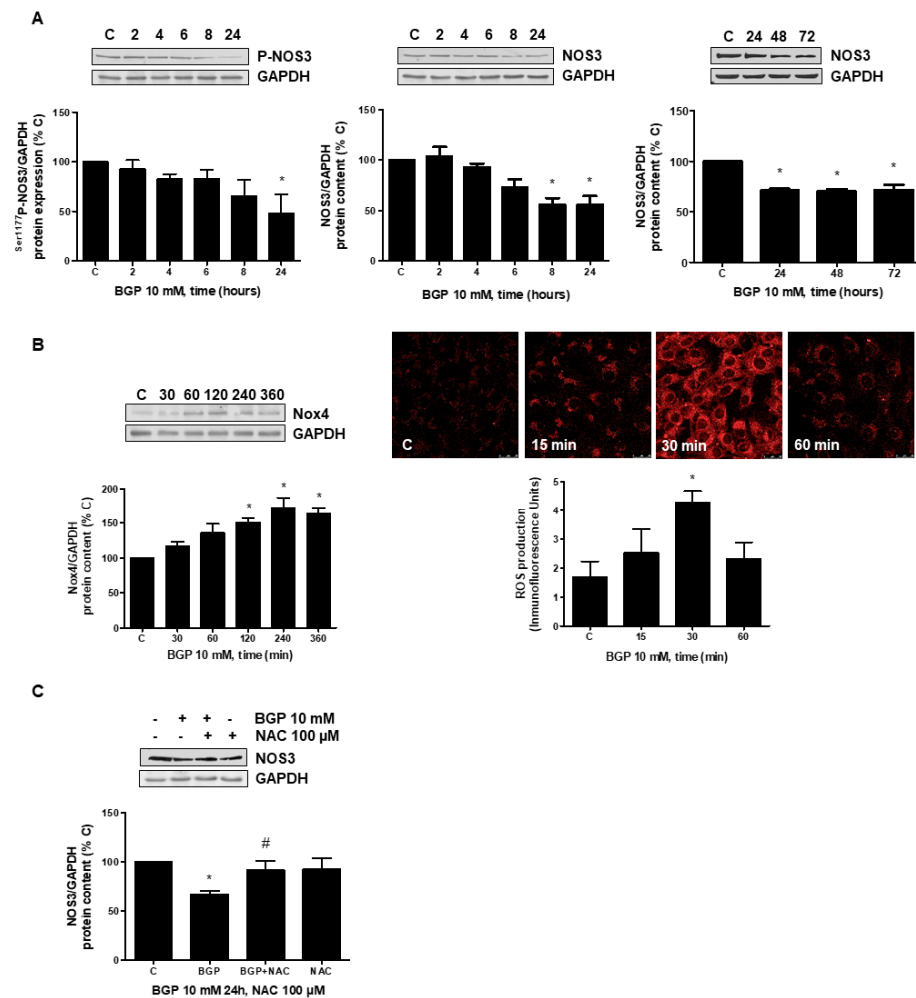 A
C 2 4 6 8 24
P-NOS3
GAPDH
150
100
50
0
Ser1177P-NOS3/GAPDH
protein expression (% C)
*
C 2 4 6 8 24
BGP 10 mM, time (hours)
C 2 4 6 8 24
NOS3
GAPDH
150
100
50
0
NOS3/GAPDH
protein content (% C)
* *
C 2 4 6 8 24
BGP 10 mM, time (hours)
C 24 48 72
NOS3
GAPDH
150
100
50
0
NOS3/GAPDH
protein content (% C)
* * *
C 24 48 72
BGP 10 mM, time (hours)
B
C 30 60 120 240 360
Nox4
GAPDH
200
150
100
50
0
Nox4/GAPDH
protein content (% C)
* * *
C 30 60 120 240 360
BGP 10 mM, time (min)
C 15 min 30 min 60 min
5
4
3
2
1
0
ROS production
(Inmunofluorescence Units)
*
C 15 30 60
BGP 10 mM, time (min)
C
- + + - BGP 10 mM
- - + + NAC 100 µM
NOS3
GAPDH
150
100
50
0
NOS3/GAPDH
protein content (% C)
* #
C BGP BGP+NAC NAC
BGP 10 mM 24h, NAC 100 µM